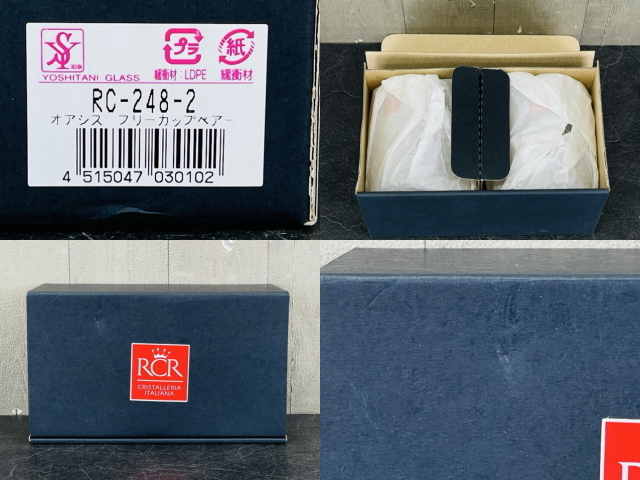 YOSHITANI GLASS
プラ
緩衝材:LDPE
紙
緩衝材
RC-248-2
オアシス フリーカップペアー
4 515047 030102
RCR
CRISTALLERIA
ITALIANA